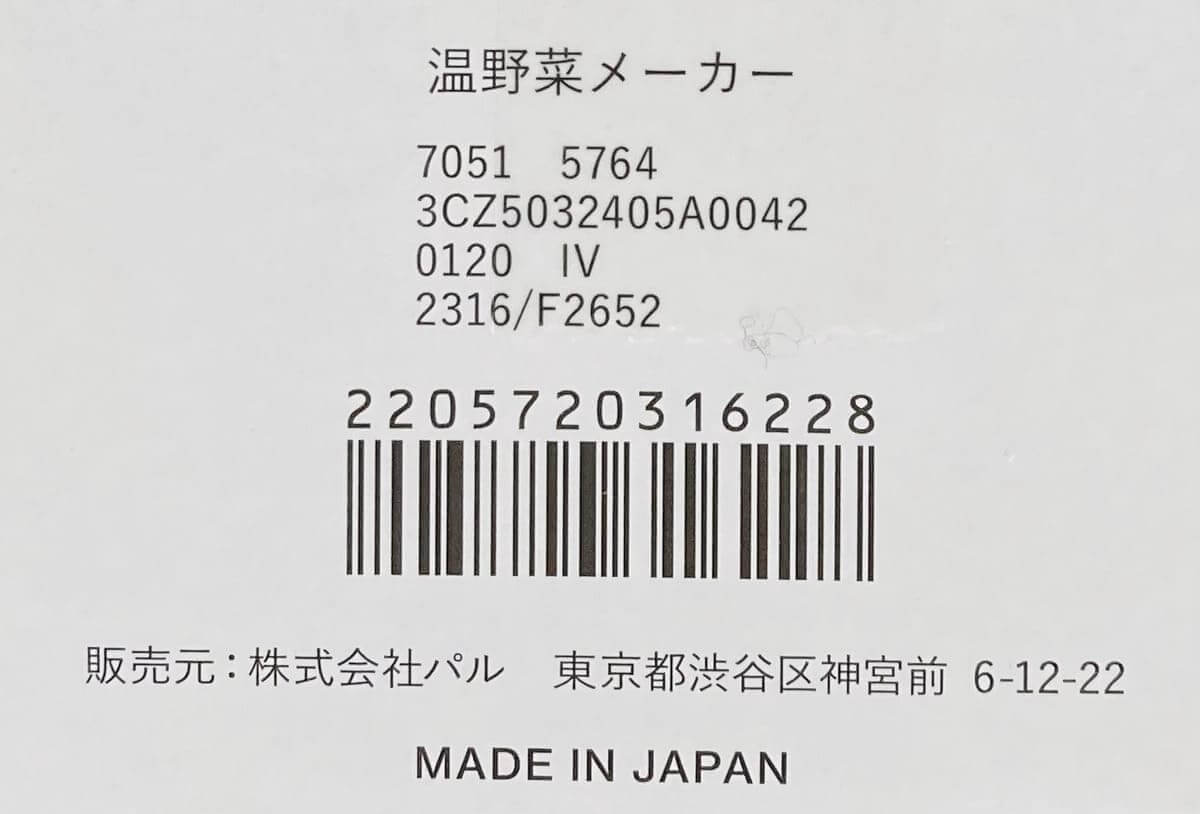 温野菜メーカー
7051　5764
3CZ5032405A0042
0120　IV
2316/F2652
2205720316228
販売元：株式会社パル　東京都渋谷区神宮前 6-12-22
MADE IN JAPAN